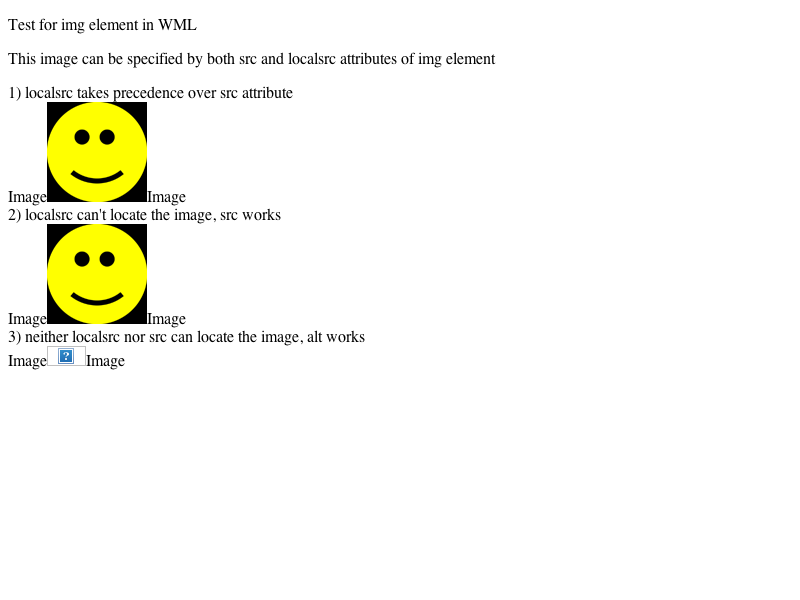 Test for img element in WML
This image can be specified by both src and localsrc attributes of img element
1) localsrc takes precedence over src attribute
Image Image
2) localsrc can't locate the image, src works
Image Image
3) neither localsrc nor src can locate the image, alt works
Image ? Image